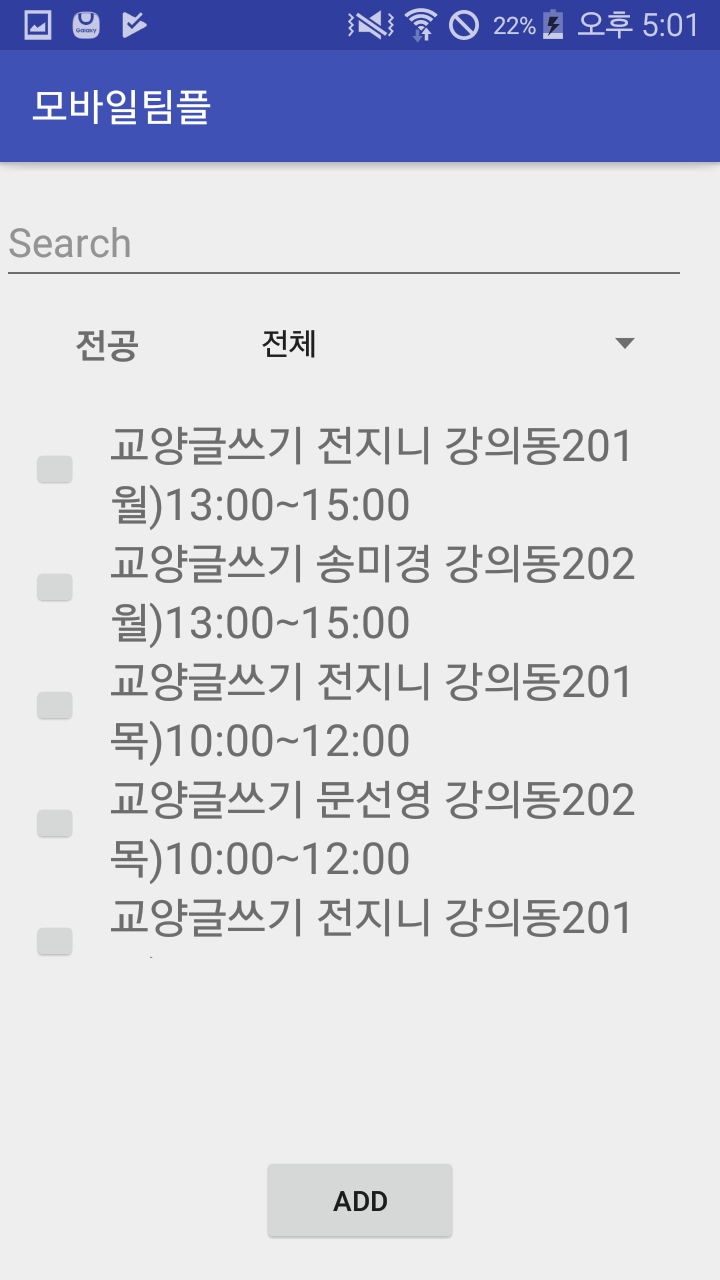 Galaxy
22% 오후 5:01
모바일팀플
Search
전공 전체
교양글쓰기 전지니 강의동201
월)13:00~15:00
교양글쓰기 송미경 강의동202
월)13:00~15:00
교양글쓰기 전지니 강의동201
목)10:00~12:00
교양글쓰기 문선영 강의동202
목)10:00~12:00
교양글쓰기 전지니 강의동201
ADD